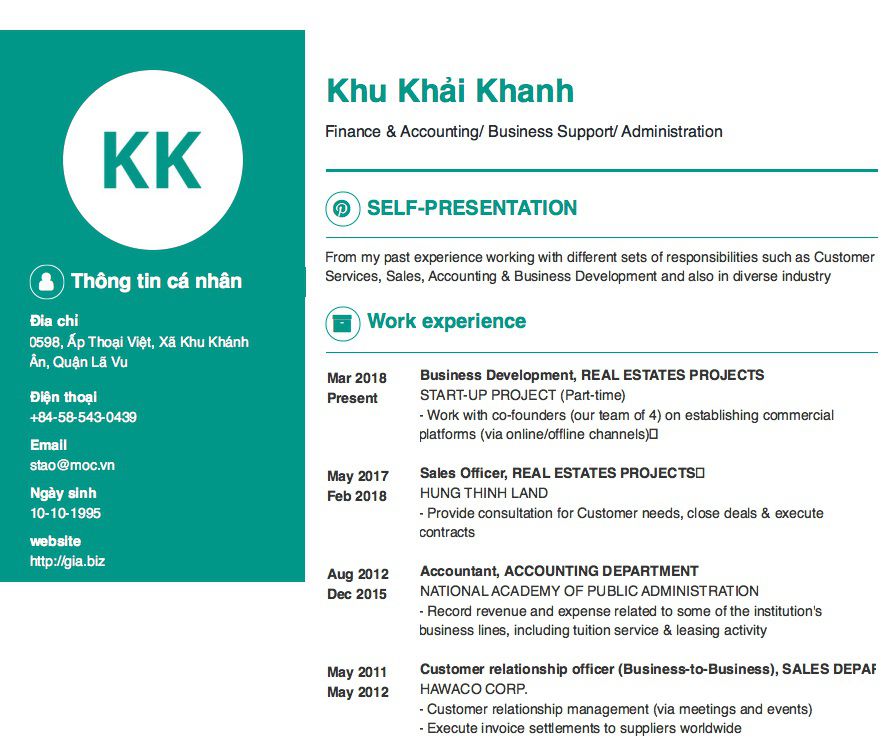 KK
Thông tin cá nhân
Đia chỉ
0598, Ấp Thoại Việt, Xã Khu Khánh
Ân, Quận Lã Vu
Điện thoại
+84-58-543-0439
Email
stao@moc.vn
Ngày sinh
10-10-1995
website
http://gia.biz
Khu Khải Khanh
Finance & Accounting/ Business Support/ Administration
SELF-PRESENTATION
From my past experience working with different sets of responsibilities such as Customer
Services, Sales, Accounting & Business Development and also in diverse industry
Work experience
Mar 2018
Present
Business Development, REAL ESTATES PROJECTS
START-UP PROJECT (Part-time)
- Work with co-founders (our team of 4) on establishing commercial
platforms (via online/offline channels)
May 2017
Feb 2018
Sales Officer, REAL ESTATES PROJECTS
HUNG THINH LAND
- Provide consultation for Customer needs, close deals & execute
contracts
Aug 2012
Dec 2015
Accountant, ACCOUNTING DEPARTMENT
NATIONAL ACADEMY OF PUBLIC ADMINISTRATION
- Record revenue and expense related to some of the institution's
business lines, including tuition service & leasing activity
May 2011
May 2012
Customer relationship officer (Business-to-Business), SALES DEPAR
HAWACO CORP.
- Customer relationship management (via meetings and events)
- Execute invoice settlements to suppliers worldwide